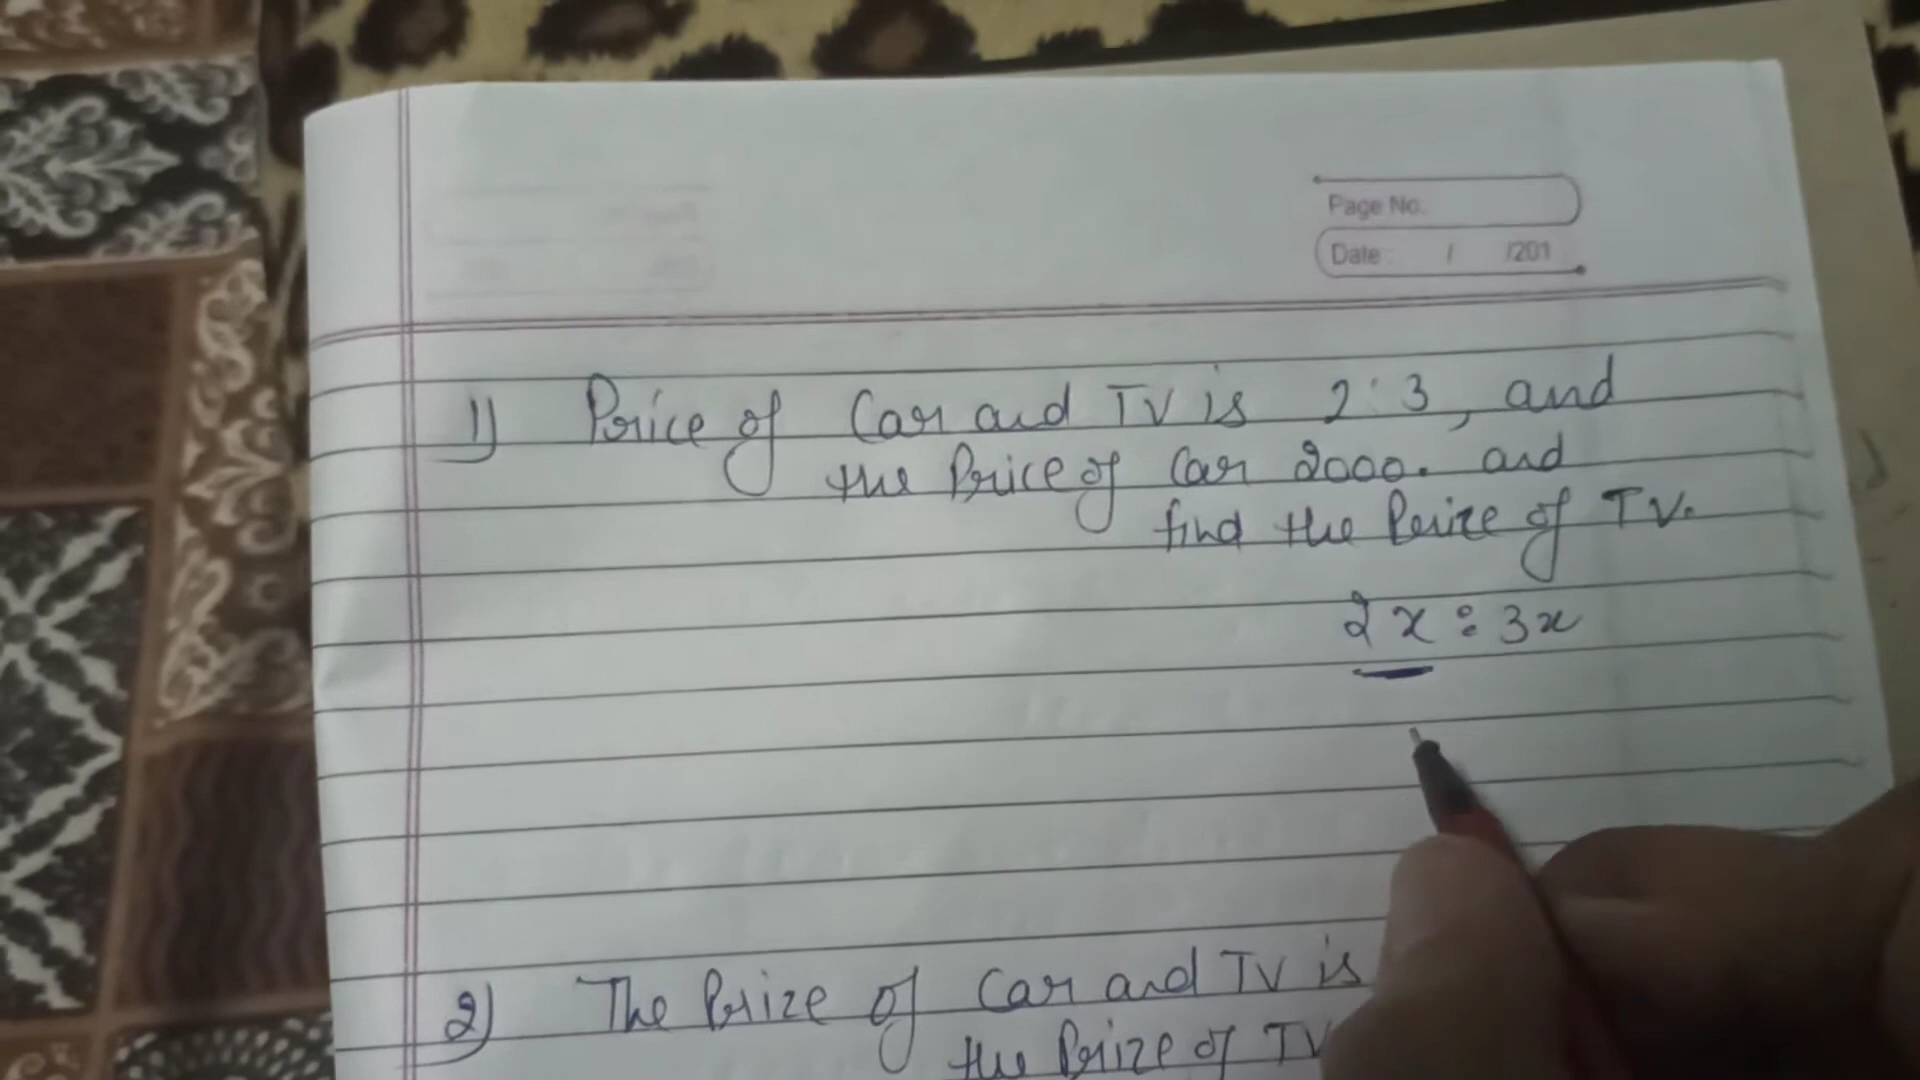 Page No.
Date / /201
1) Price of Car and TV is 2:3, and
the Price of Car 2000. and
find the Prize of TV.
2x : 3x
2) The Prize of Car and TV is
the Prize of TV